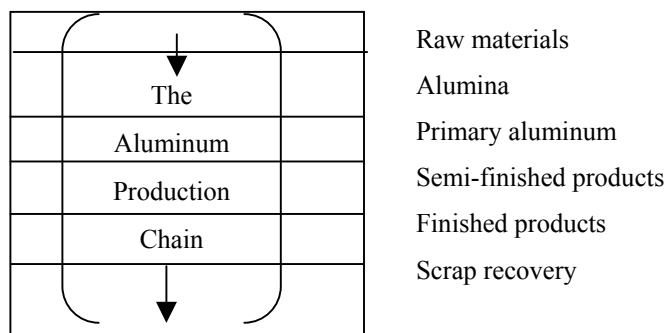 The
Aluminum
Production
Chain
Raw materials
Alumina
Primary aluminum
Semi-finished products
Finished products
Scrap recovery